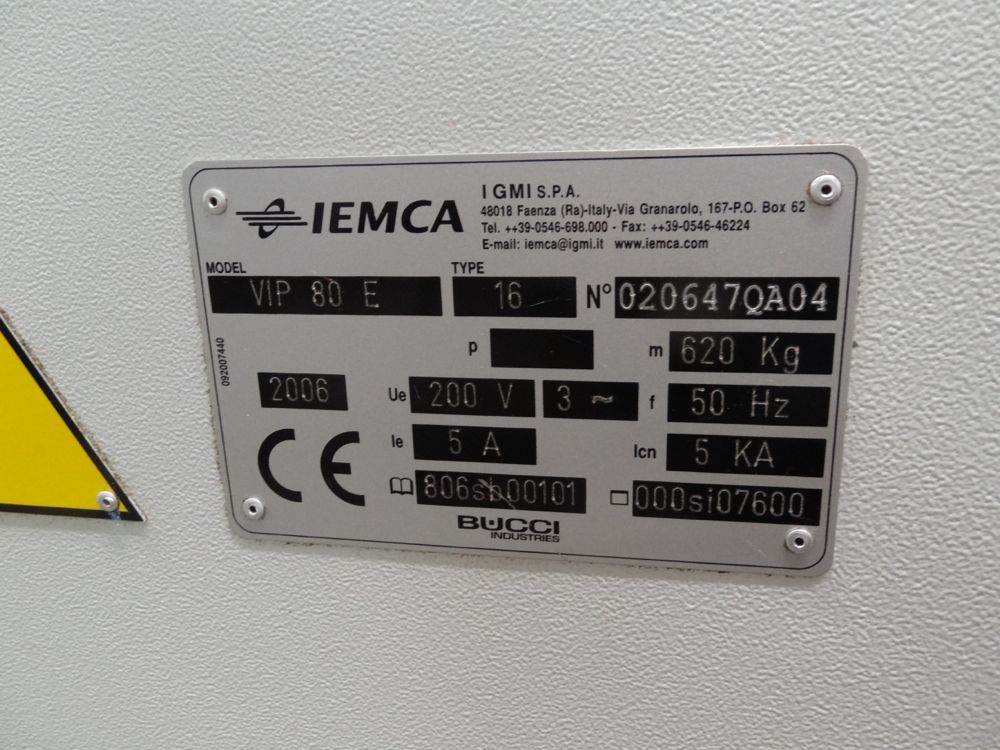 IEMCA
I GMI S.P.A.
48018 Faenza (Ra)-Italy-Via Granarolo, 167-P.O. Box 62
Tel. ++39-0546-698.000 - Fax: ++39-0546-46224
E-mail: iemca@igmi.it www.iemca.com
MODEL TYPE
VIP 80 E 16 N° 020647QA04
p m 620 Kg
092007440
2006 Ue 200 V 3 ~ f 50 Hz
CE Ie 5 A Icn 5 KA
806sb00101 000si07600
BUCCI
INDUSTRIES